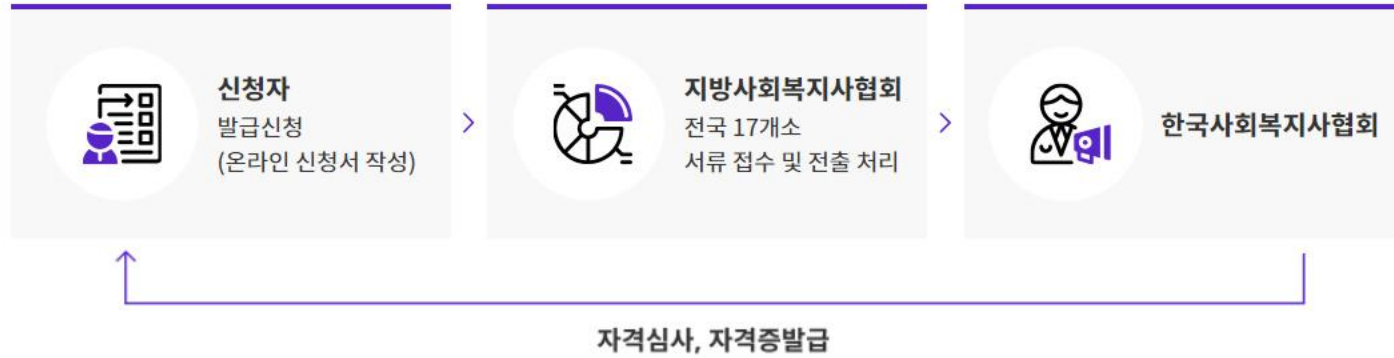 신청자
발급신청
(온라인 신청서 작성)
지방사회복지사협회
전국 17개소
서류 접수 및 전출 처리
한국사회복지사협회
자격심사, 자격증발급